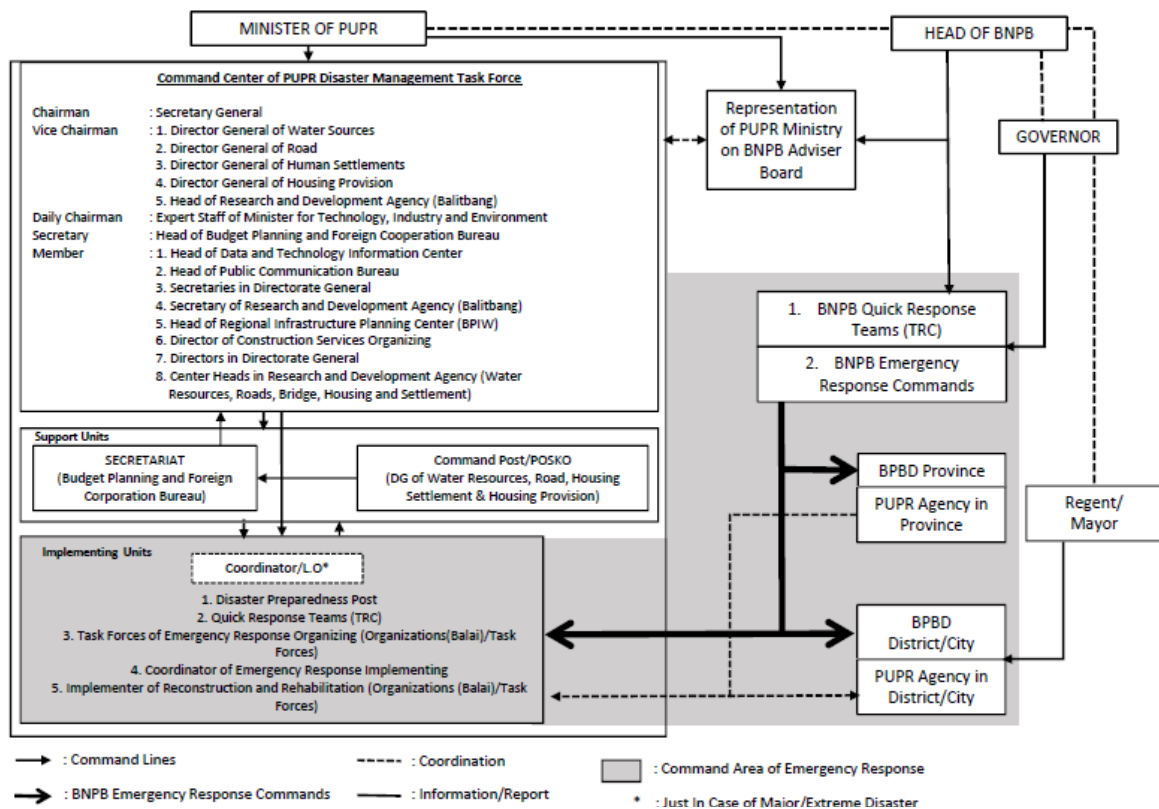 MINISTER OF PUPR
HEAD OF BNPB
Command Center of PUPR Disaster Management Task Force
Chairman : Secretary General
Vice Chairman : 1. Director General of Water Sources
2. Director General of Road
3. Director General of Human Settlements
4. Director General of Housing Provision
5. Head of Research and Development Agency (Balitbang)
Daily Chairman : Expert Staff of Minister for Technology, Industry and Environment
Secretary : Head of Budget Planning and Foreign Cooperation Bureau
Member : 1. Head of Data and Technology Information Center
2. Head of Public Communication Bureau
3. Secretaries in Directorate General
4. Secretary of Research and Development Agency (Balitbang)
5. Head of Regional Infrastructure Planning Center (BPIW)
6. Director of Construction Services Organizing
7. Directors in Directorate General
8. Center Heads in Research and Development Agency (Water
Resources, Roads, Bridge, Housing and Settlement)
Representation
of PUPR Ministry
on BNPB Adviser
Board
GOVERNOR
1. BNPB Quick Response
Teams (TRC)
2. BNPB Emergency
Response Commands
Support Units
SECRETARIAT
(Budget Planning and Foreign
Corporation Bureau)
Command Post/POSKO
(DG of Water Resources, Road, Housing
Settlement & Housing Provision)
BPBD Province
PUPR Agency in
Province
Regent/
Mayor
Implementing Units
Coordinator/L.O*
1. Disaster Preparedness Post
2. Quick Response Teams (TRC)
3. Task Forces of Emergency Response Organizing (Organizations(Balai)/Task
Forces)
4. Coordinator of Emergency Response Implementing
5. Implementer of Reconstruction and Rehabilitation (Organizations (Balai)/Task
Forces)
BPBD
District/City
PUPR Agency in
District/City
: Command Lines
: Coordination
: Command Area of Emergency Response
: BNPB Emergency Response Commands
: Information/Report
* : Just In Case of Major/Extreme Disaster